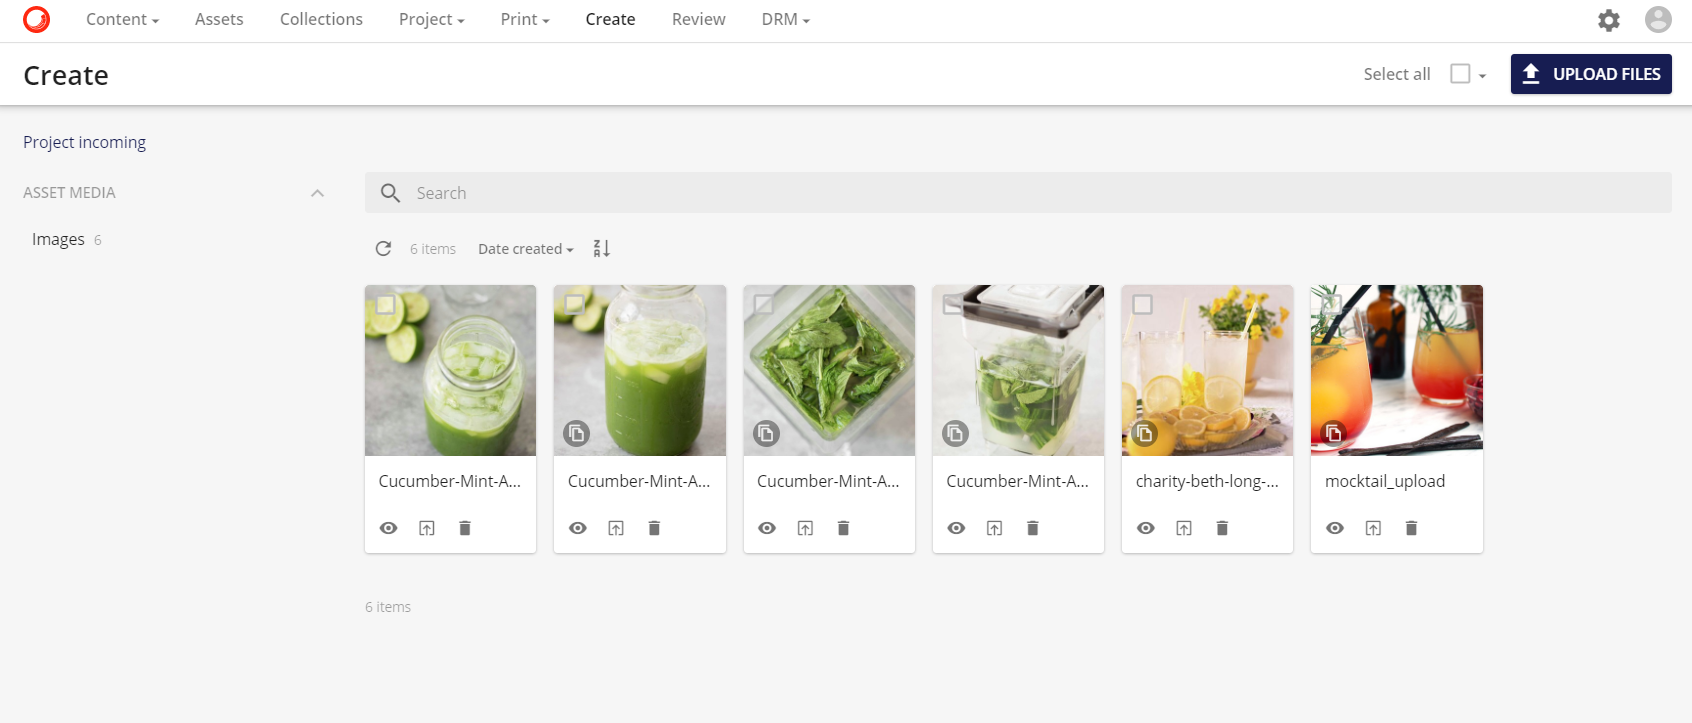 Content Assets Collections Project Print Create Review DRM
Create Select all UPLOAD FILES
Project incoming
ASSET MEDIA
Search
Images 6
6 items Date created
Cucumber-Mint-A... Cucumber-Mint-A... Cucumber-Mint-A... Cucumber-Mint-A... charity-beth-long-... mocktail_upload
6 items